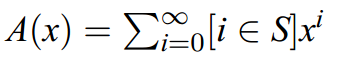 A(x) = ∑_{i=0}^{∞}[i ∈ S]x^i